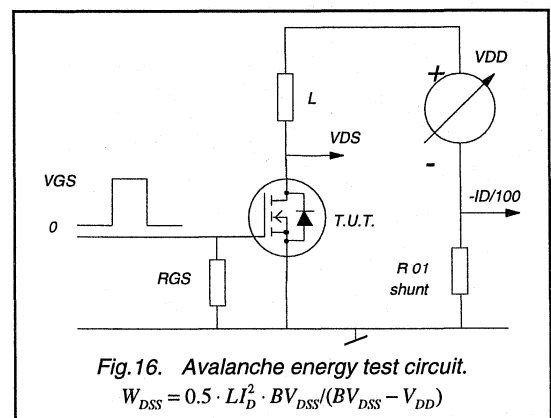 VDD
+
L
VDS
-
VGS
-ID/100
0
T.U.T.
RGS
R 01
shunt
Fig.16. Avalanche energy test circuit.
W_DSS = 0.5 · LI_D^2 · BV_DSS/(BV_DSS − V_DD)